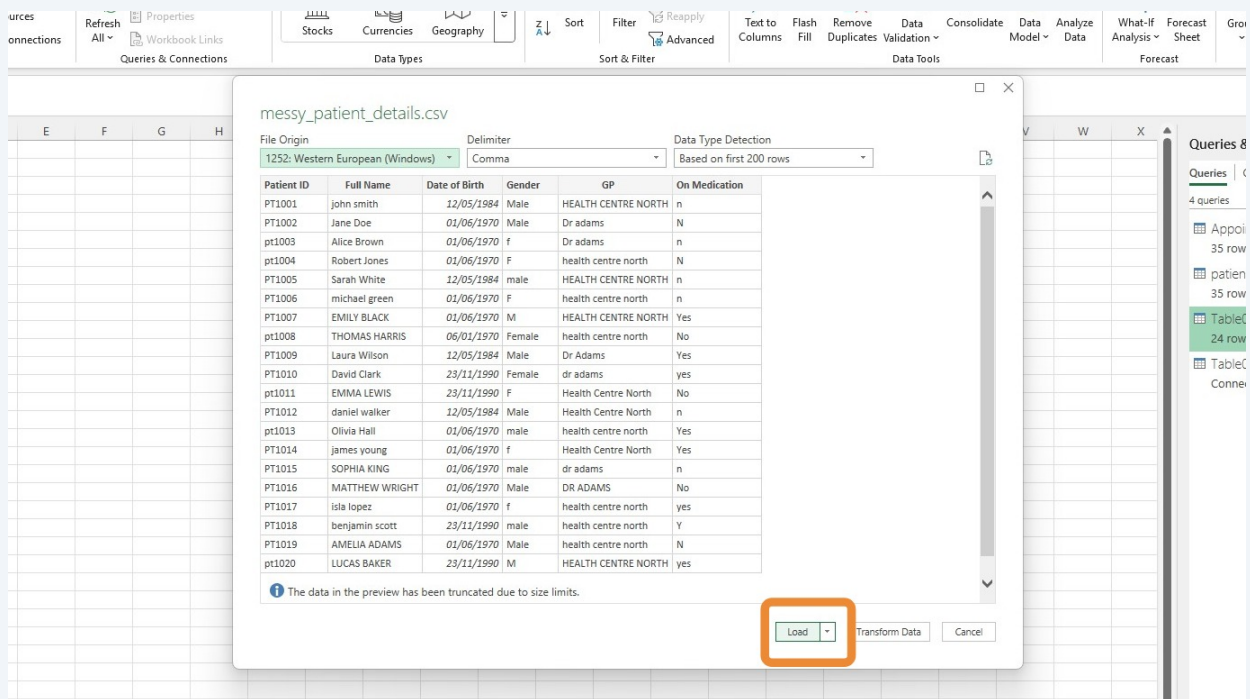 Refresh
All
Properties
Workbook Links
Queries & Connections
Stocks
Currencies
Geography
Data Types
Z
A
Sort
Filter
Reapply
Advanced
Sort & Filter
Text to
Columns
Flash
Fill
Remove
Duplicates
Data
Validation
Consolidate
Data
Model
Analyze
Data
Data Tools
What-If
Analysis
Forecast
Sheet
Forecast
messy_patient_details.csv
File Origin Delimiter Data Type Detection
1252: Western European (Windows) Comma Based on first 200 rows
Patient ID Full Name Date of Birth Gender GP On Medication
PT1001 john smith 12/05/1984 Male HEALTH CENTRE NORTH n
PT1002 Jane Doe 01/06/1970 Male Dr adams N
pt1003 Alice Brown 01/06/1970 f Dr adams n
pt1004 Robert Jones 01/06/1970 F health centre north N
PT1005 Sarah White 12/05/1984 male HEALTH CENTRE NORTH n
PT1006 michael green 01/06/1970 F health centre north n
PT1007 EMILY BLACK 01/06/1970 M HEALTH CENTRE NORTH Yes
pt1008 THOMAS HARRIS 06/01/1970 Female health centre north No
PT1009 Laura Wilson 12/05/1984 Male Dr Adams Yes
PT1010 David Clark 23/11/1990 Female dr adams yes
pt1011 EMMA LEWIS 23/11/1990 F Health Centre North No
PT1012 daniel walker 12/05/1984 Male Health Centre North n
pt1013 Olivia Hall 01/06/1970 male health centre north Yes
PT1014 james young 01/06/1970 f Health Centre North Yes
PT1015 SOPHIA KING 01/06/1970 male dr adams n
PT1016 MATTHEW WRIGHT 01/06/1970 Male DR ADAMS No
PT1017 isla lopez 01/06/1970 f health centre north yes
PT1018 benjamin scott 23/11/1990 male health centre north Y
PT1019 AMELIA ADAMS 01/06/1970 Male health centre north N
pt1020 LUCAS BAKER 23/11/1990 M HEALTH CENTRE NORTH yes
The data in the preview has been truncated due to size limits.
Load Transform Data Cancel
E F G H W X
Queries &
Queries
4 queries
35 row
35 row
24 row